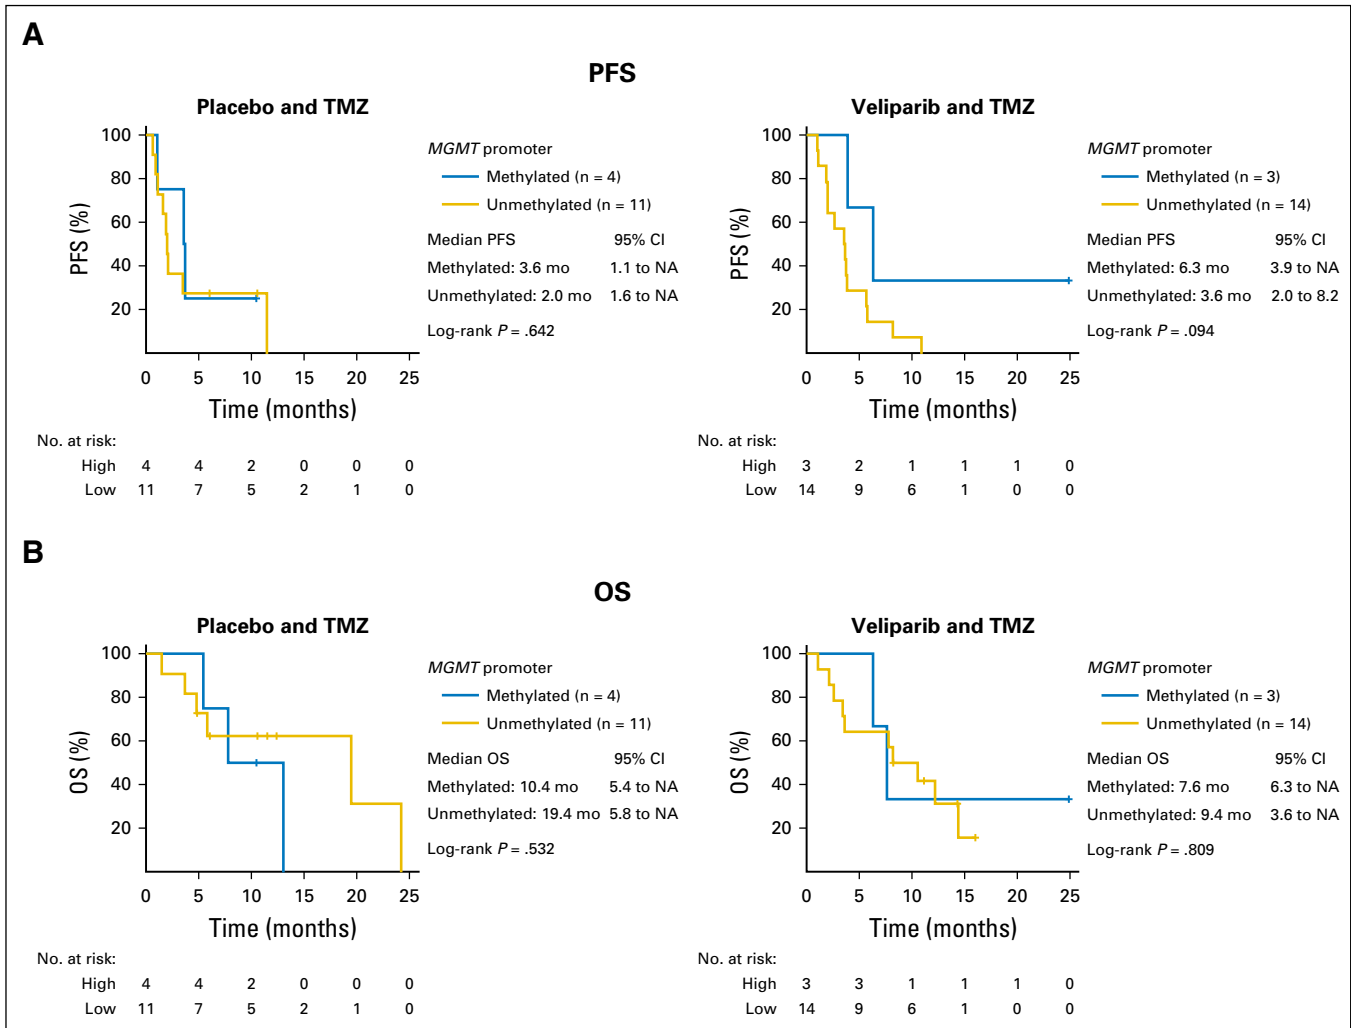 A
PFS
Placebo and TMZ
100
80
60
40
20
PFS (%)
0 5 10 15 20 25
Time (months)
MGMT promoter
Methylated (n = 4)
Unmethylated (n = 11)
Median PFS 95% CI
Methylated: 3.6 mo 1.1 to NA
Unmethylated: 2.0 mo 1.6 to NA
Log-rank P = .642
No. at risk:
High 4 4 2 0 0 0
Low 11 7 5 2 1 0
Veliparib and TMZ
100
80
60
40
20
PFS (%)
0 5 10 15 20 25
Time (months)
MGMT promoter
Methylated (n = 3)
Unmethylated (n = 14)
Median PFS 95% CI
Methylated: 6.3 mo 3.9 to NA
Unmethylated: 3.6 mo 2.0 to 8.2
Log-rank P = .094
No. at risk:
High 3 2 1 1 1 0
Low 14 9 6 1 0 0
B
OS
Placebo and TMZ
100
80
60
40
20
OS (%)
0 5 10 15 20 25
Time (months)
MGMT promoter
Methylated (n = 4)
Unmethylated (n = 11)
Median OS 95% CI
Methylated: 10.4 mo 5.4 to NA
Unmethylated: 19.4 mo 5.8 to NA
Log-rank P = .532
No. at risk:
High 4 4 2 0 0 0
Low 11 7 5 2 1 0
Veliparib and TMZ
100
80
60
40
20
OS (%)
0 5 10 15 20 25
Time (months)
MGMT promoter
Methylated (n = 3)
Unmethylated (n = 14)
Median OS 95% CI
Methylated: 7.6 mo 6.3 to NA
Unmethylated: 9.4 mo 3.6 to NA
Log-rank P = .809
No. at risk:
High 3 3 1 1 1 0
Low 14 9 6 1 0 0